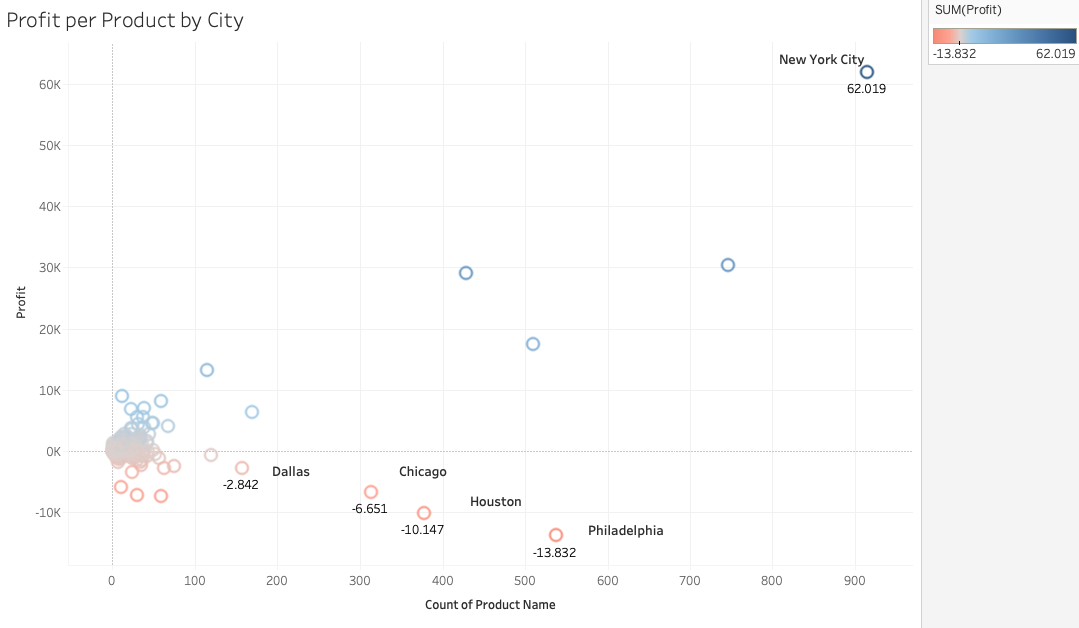 Profit per Product by City
SUM(Profit)
-13.832 62.019
Profit
60K
50K
40K
30K
20K
10K
0K
-10K
New York City
62.019
Dallas
-2.842
Chicago
-6.651
Houston
-10.147
Philadelphia
-13.832
0 100 200 300 400 500 600 700 800 900
Count of Product Name